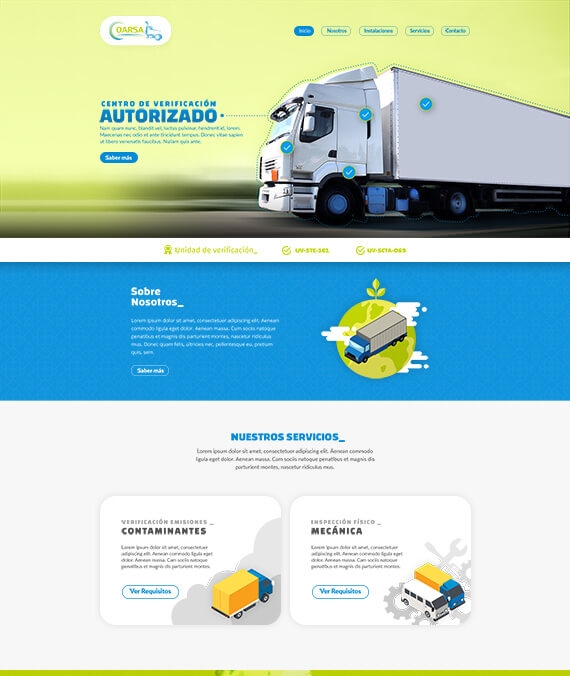 COARSA
Inicio
Nosotros
Instalaciones
Servicios
Contacto
CENTRO DE VERIFICACIÓN
AUTORIZADO
Nam quam nunc, blandit vel, luctus pulvinar, hendrerit id, lorem.
Maecenas nec odio et ante tincidunt tempus. Donec vitae sapien
ut libero venenatis faucibus. Nullam quis ante.
Saber más
Unidad de verificación_
UV-STE-161
UV-SCTA-069
Sobre
Nosotros_
Lorem ipsum dolor sit amet, consectetuer adipiscing elit. Aenean
commodo ligula eget dolor. Aenean massa. Cum sociis natoque
penatibus et magnis dis parturient montes, nascetur ridiculus
mus. Donec quam felis, ultricies nec, pellentesque eu, pretium
quis, sem.
Saber más
NUESTROS SERVICIOS_
Lorem ipsum dolor sit amet, consectetuer adipiscing elit. Aenean commodo
ligula eget dolor. Aenean massa. Cum sociis natoque penatibus et magnis dis
parturient montes, nascetur ridiculus mus.
VERIFICACIÓN EMISIONES _
CONTAMINANTES
Lorem ipsum dolor sit amet, consectetuer
adipiscing elit. Aenean commodo ligula eget
dolor. Aenean massa. Cum sociis natoque
penatibus et magnis dis parturient montes.
Ver Requisitos
INSPECCIÓN FÍSICO _
MECÁNICA
Lorem ipsum dolor sit amet, consectetuer
adipiscing elit. Aenean commodo ligula eget
dolor. Aenean massa. Cum sociis natoque
penatibus et magnis dis parturient montes.
Ver Requisitos